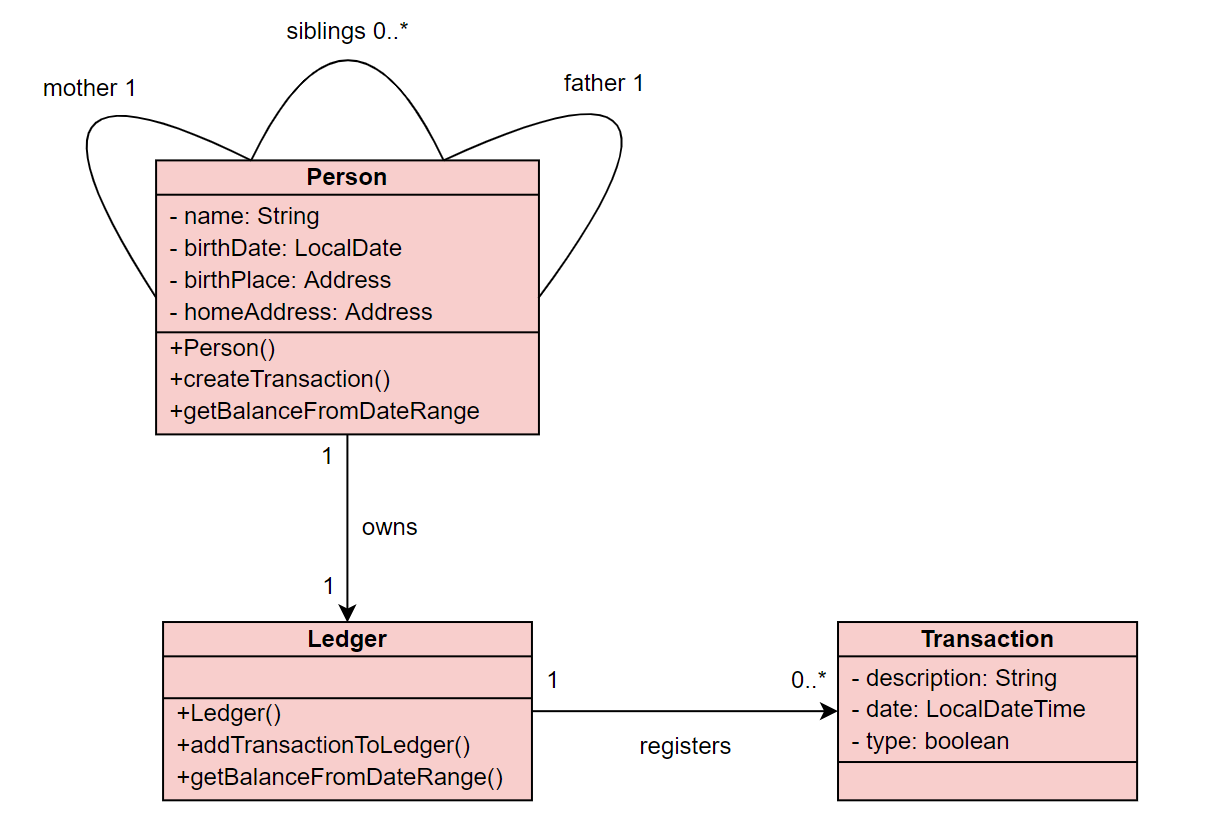 siblings 0..*
mother 1
father 1
Person
- name: String
- birthDate: LocalDate
- birthPlace: Address
- homeAddress: Address
+Person()
+createTransaction()
+getBalanceFromDateRange
1
owns
1
Ledger
+Ledger()
+addTransactionToLedger()
+getBalanceFromDateRange()
1
0..*
registers
Transaction
- description: String
- date: LocalDateTime
- type: boolean